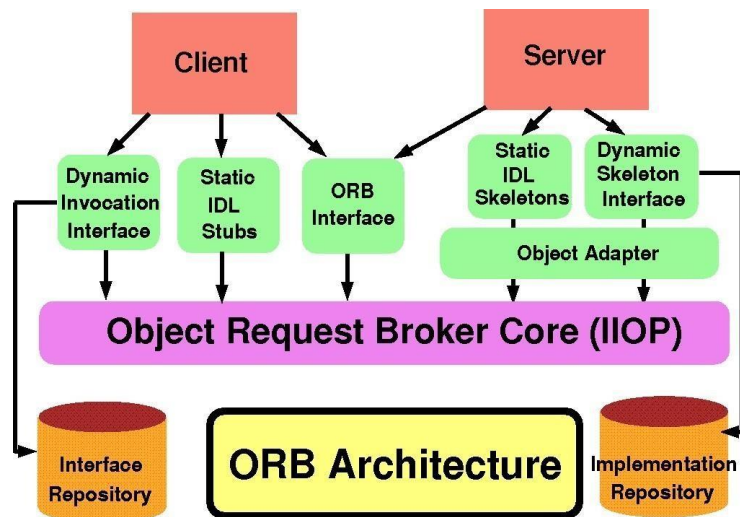 Client
Server
Dynamic
Invocation
Interface
Static
IDL
Stubs
ORB
Interface
Static
IDL
Skeletons
Dynamic
Skeleton
Interface
Object Adapter
Object Request Broker Core (IIOP)
Interface
Repository
ORB Architecture
Implementation
Repository